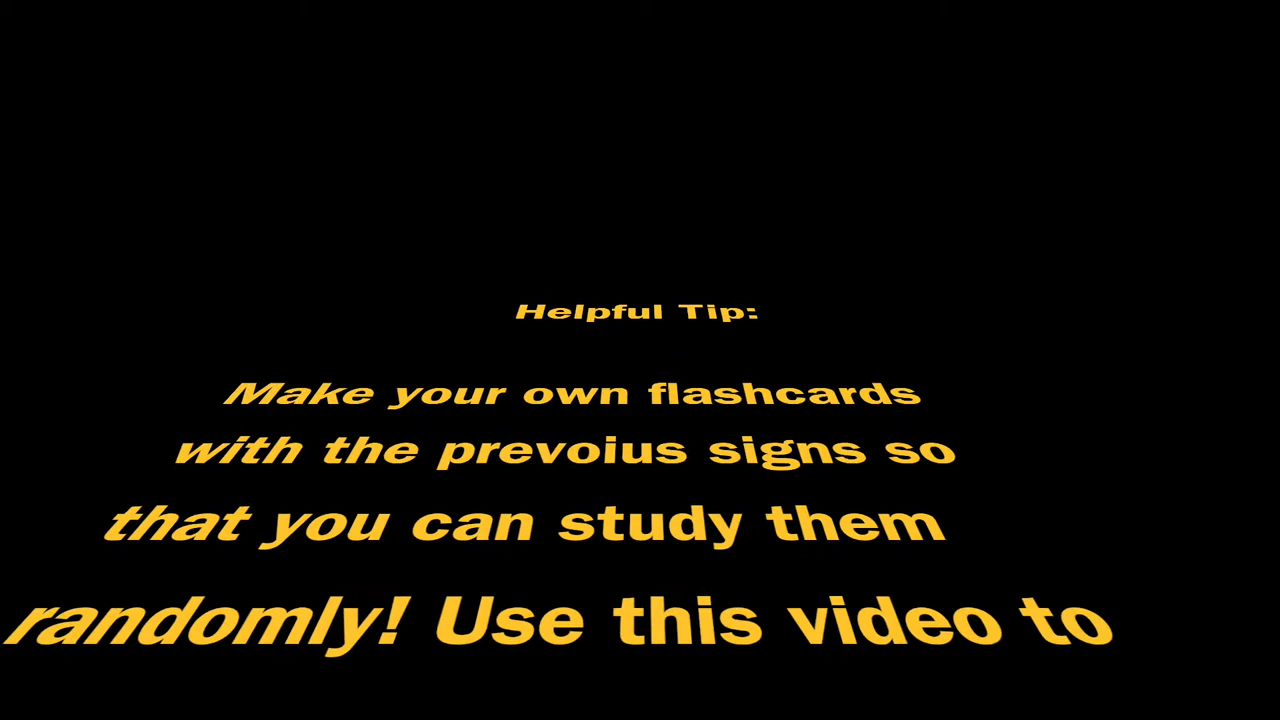 Helpful Tip:
Make your own flashcards
with the prevoius signs so
that you can study them
randomly! Use this video to